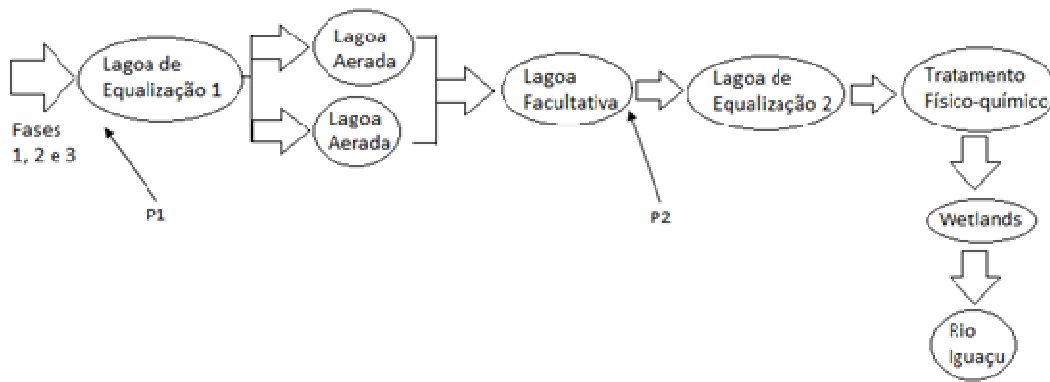 Fases
1, 2 e 3
Lagoa de
Equalização 1
P1
Lagoa
Aerada
Lagoa
Aerada
Lagoa
Facultativa
P2
Lagoa de
Equalização 2
Tratamento
Físico-químico
Wetlands
Rio
Iguaçu